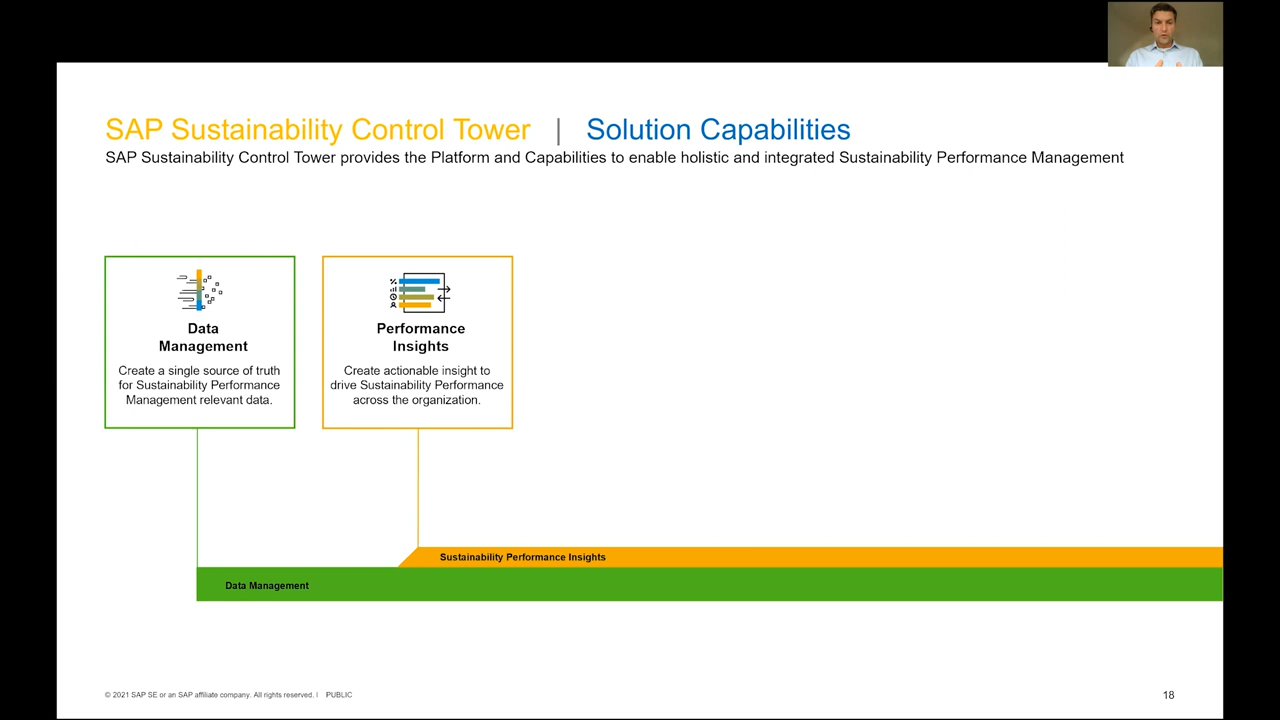 SAP Sustainability Control Tower | Solution Capabilities
SAP Sustainability Control Tower provides the Platform and Capabilities to enable holistic and integrated Sustainability Performance Management
Data
Management
Create a single source of truth
for Sustainability Performance
Management relevant data.
Performance
Insights
Create actionable insight to
drive Sustainability Performance
across the organization.
Sustainability Performance Insights
Data Management
© 2021 SAP SE or an SAP affiliate company. All rights reserved. | PUBLIC
18